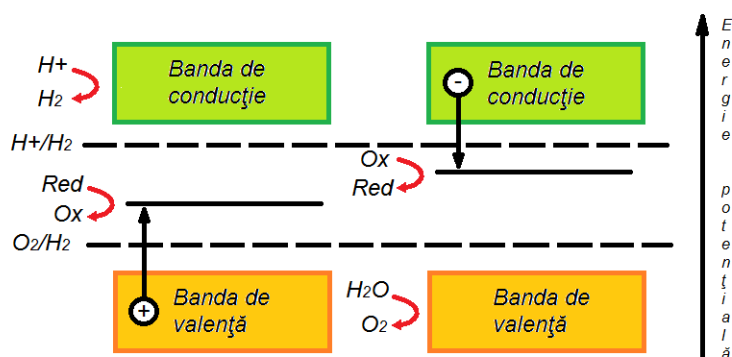 H+
H2
Banda de
conducţie
-
Banda de
conducţie
H+/H2
Ox
Red
Red
Ox
O2/H2
+
Banda de
valenţă
H2O
O2
Banda de
valenţă
Energie potenţială